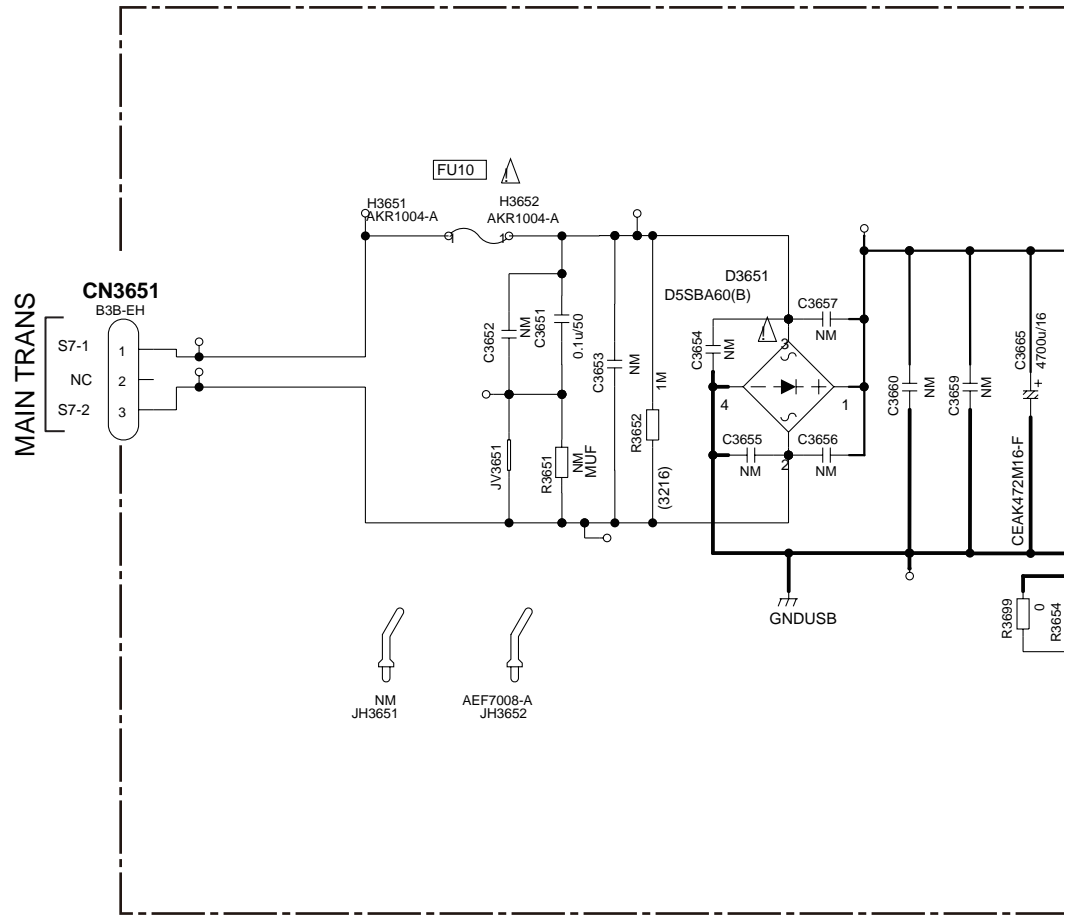 FU10
H3651
AKR1004-A
H3652
AKR1004-A
CN3651
B3B-EH
MAIN TRANS
S7-1
NC
S7-2
1
2
3
C3652
NM
C3651
0.1u/50
C3653
NM
R3652
1M
(3216)
JV3651
R3651
NM
MUF
D3651
D5SBA60(B)
C3654
NM
C3657
NM
3
4
1
2
C3655
NM
C3656
NM
C3660
NM
C3659
NM
C3665
4700u/16
+
CEAK472M16-F
GNDUSB
R3699
0
R3654
NM
JH3651
AEF7008-A
JH3652